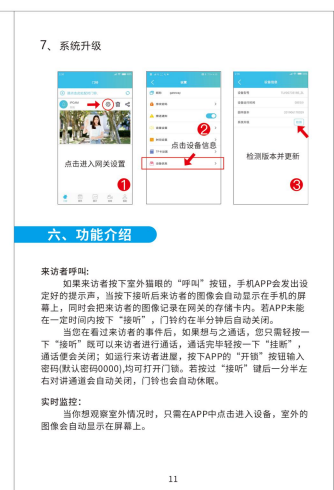 7、系统升级
点击进入网关设置
1
点击设备信息
2
检测版本并更新
3
六、功能介绍
来访者呼叫:
如果来访者按下室外猫眼的“呼叫”按钮，手机APP会发出设
定好的提示声，当按下接听后来访者的图像会自动显示在手机的屏
幕上，同时会把来访者的图像记录在网关的存储卡内。若APP未能
在一定时间内按下“接听”，门铃约在半分钟后自动关闭。
当您在看过来访者的事件后，如果想与之通话，您只需轻按一
下“接听”既可以来访者进行通话，通话完毕轻按一下“挂断”，
通话便会关闭；如运行来访者进屋，按下APP的“开锁”按钮输入
密码(默认密码0000),均可打开门锁。若按过“接听”键后一分半左
右对讲通道会自动关闭，门铃也会自动休眠。
实时监控：
当你想观察室外情况时，只需在APP中点击进入设备，室外的
图像会自动显示在屏幕上。
11